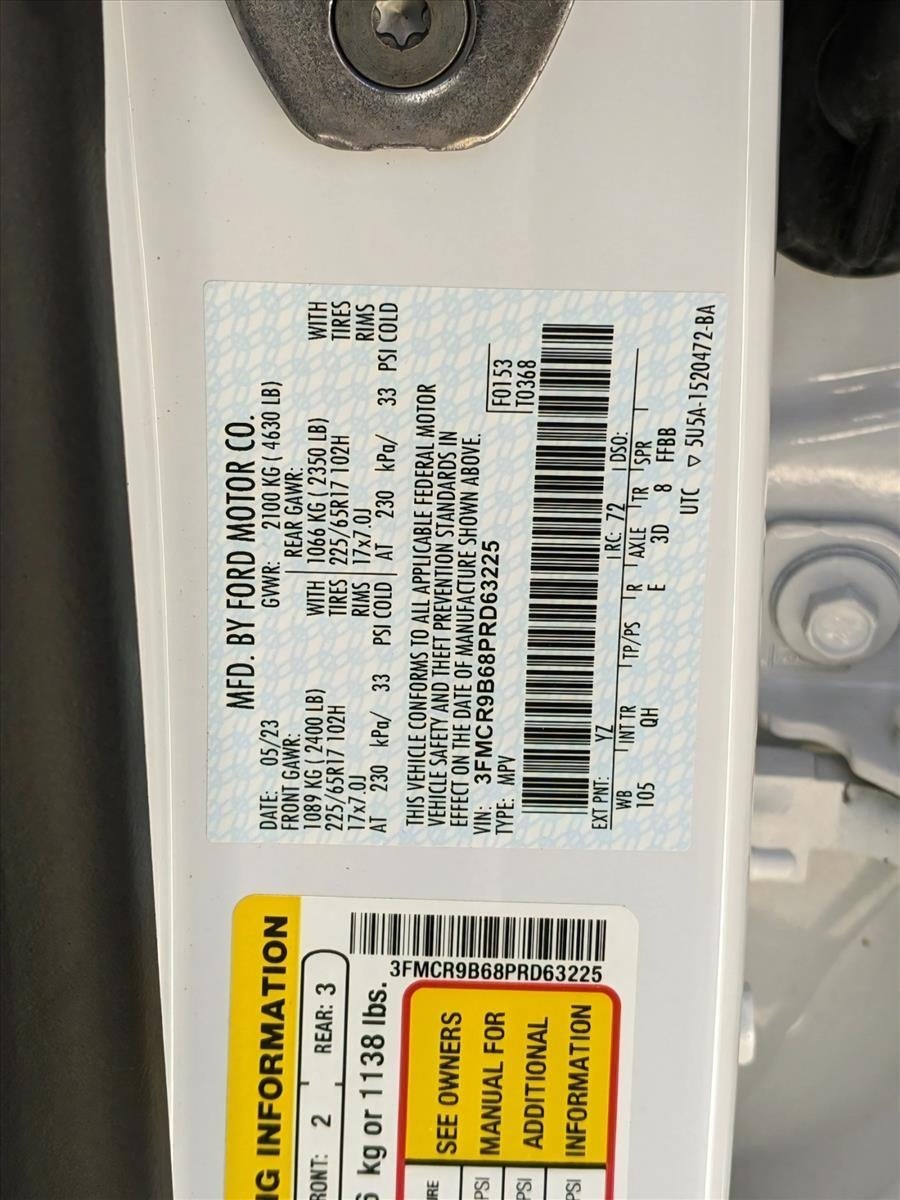 MFD. BY FORD MOTOR CO.
DATE: 05/23 GVWR: 2100 KG ( 4630 LB)
FRONT GAWR: REAR GAWR:
1089 KG ( 2400 LB) WITH 1066 KG ( 2350 LB) WITH
225/65R17 102H TIRES 225/65R17 102H TIRES
17x7.0J RIMS 17x7.0J RIMS
AT 230 kPa/ 33 PSI COLD AT 230 kPa/ 33 PSI COLD
THIS VEHICLE CONFORMS TO ALL APPLICABLE FEDERAL MOTOR
VEHICLE SAFETY AND THEFT PREVENTION STANDARDS IN
EFFECT ON THE DATE OF MANUFACTURE SHOWN ABOVE.
VIN: 3FMCR9B68PRD63225 F0153
TYPE: MPV T0368
EXT PNT: YZ RC: 72 DSO:
WB INT TR TP/PS R AXLE TR SPR
105 QH E 3D 8 FFBB
UTC ▽ 5U5A-1520472-BA
INFORMATION
2 REAR: 3
kg or 1138 lbs.
3FMCR9B68PRD63225
SEE OWNERS
MANUAL FOR
ADDITIONAL
INFORMATION
PSI
PSI
PSI